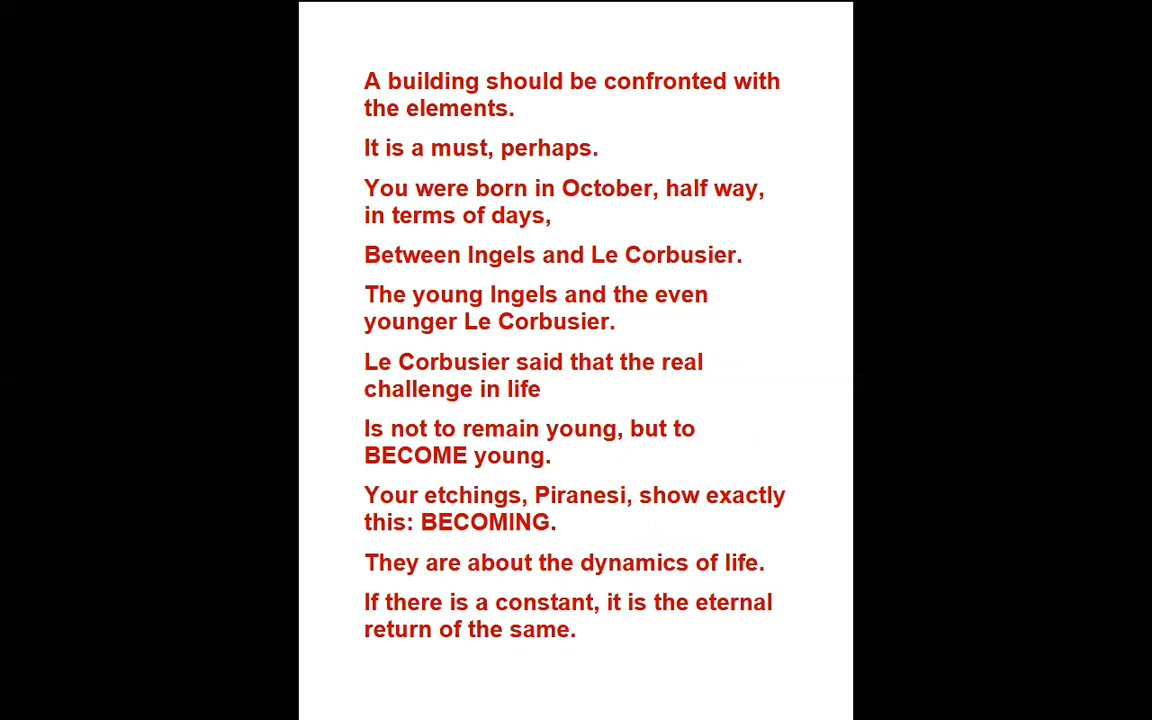 A building should be confronted with
the elements.
It is a must, perhaps.
You were born in October, half way,
in terms of days,
Between Ingels and Le Corbusier.
The young Ingels and the even
younger Le Corbusier.
Le Corbusier said that the real
challenge in life
Is not to remain young, but to
BECOME young.
Your etchings, Piranesi, show exactly
this: BECOMING.
They are about the dynamics of life.
If there is a constant, it is the eternal
return of the same.